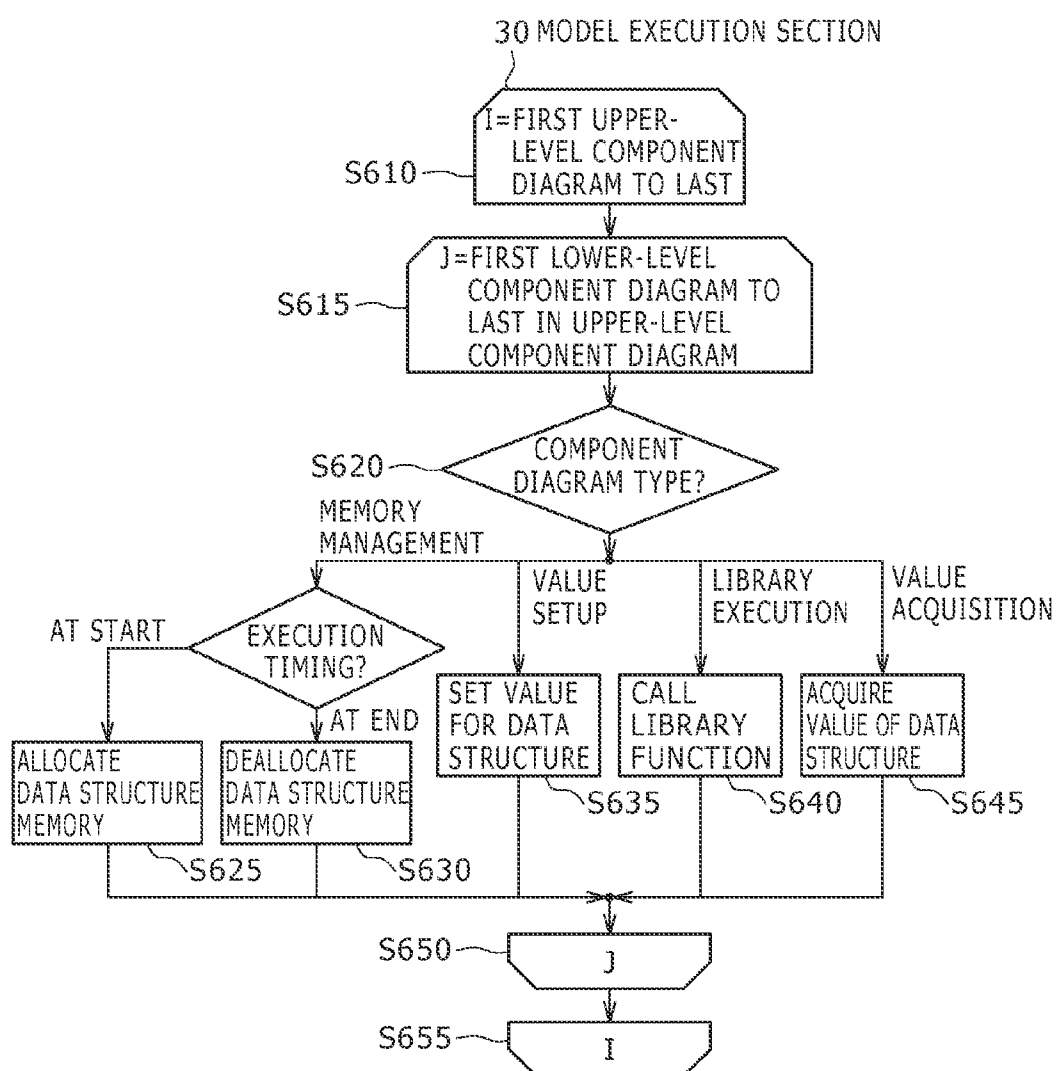 30 MODEL EXECUTION SECTION
I=FIRST UPPER-
LEVEL COMPONENT
DIAGRAM TO LAST
S610
J=FIRST LOWER-LEVEL
COMPONENT DIAGRAM TO
LAST IN UPPER-LEVEL
COMPONENT DIAGRAM
S615
COMPONENT
DIAGRAM TYPE?
S620
MEMORY
MANAGEMENT
VALUE
SETUP
LIBRARY
EXECUTION
VALUE
ACQUISITION
AT START
EXECUTION
TIMING?
AT END
ALLOCATE
DATA STRUCTURE
MEMORY
S625
DEALLOCATE
DATA STRUCTURE
MEMORY
S630
SET VALUE
FOR DATA
STRUCTURE
S635
CALL
LIBRARY
FUNCTION
S640
ACQUIRE
VALUE OF DATA
STRUCTURE
S645
S650
J
S655
I